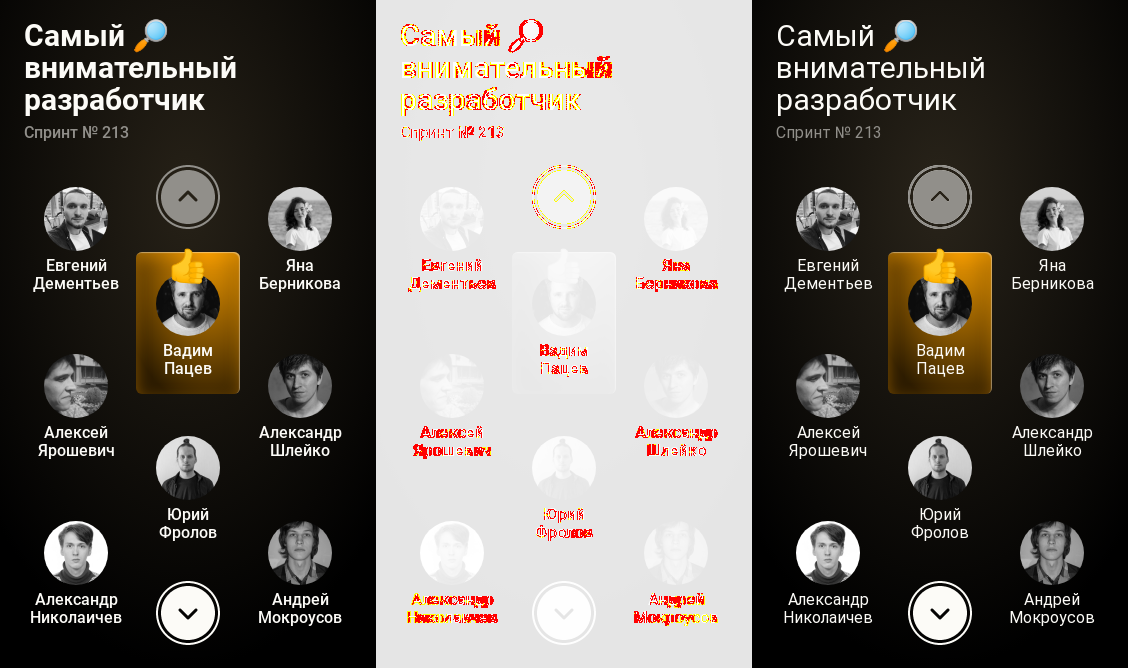 Самый 🔎
внимательный
разработчик
Спринт № 213
Евгений
Дементьев
Яна
Берникова
Вадим
Пацев
Алексей
Ярошевич
Александр
Шлейко
Юрий
Фролов
Александр
Николаичев
Андрей
Мокроусов
Самый
внимательный
разработчик
Спринт № 213
Евгений
Дементьев
Яна
Берникова
Вадим
Пацев
Алексей
Ярошевич
Александр
Шлейко
Юрий
Фролов
Александр
Николаичев
Андрей
Мокроусов
Самый 🔎
внимательный
разработчик
Спринт № 213
Евгений
Дементьев
Яна
Берникова
Вадим
Пацев
Алексей
Ярошевич
Александр
Шлейко
Юрий
Фролов
Александр
Николаичев
Андрей
Мокроусов